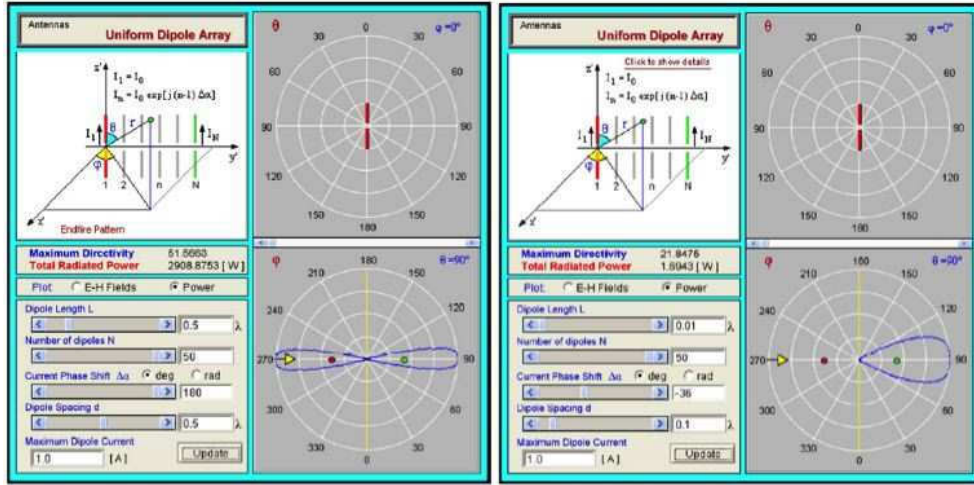 Antennas
Uniform Dipole Array
z'
I₁ = I₀
Iₙ = I₀ exp[j(n-1) Δα]
θ
r
I₁
I_N
y'
φ
1 2 n N
x'
Endfire Pattern
Maximum Directivity 51.5663
Total Radiated Power 2908.8753 [ W ]
Plot: E-H Fields Power
Dipole Length L
0.5 λ
Number of dipoles N
50
Current Phase Shift Δα deg rad
180
Dipole Spacing d
0.5 λ
Maximum Dipole Current
1.0 [ A ] Update
θ φ=0°
0
30 30
60 60
90 90
120 120
150 150
180
φ θ=90°
180
210 150
240 120
270 90
300 60
330 30
0
Antennas
Uniform Dipole Array
Click to show details
z'
I₁ = I₀
Iₙ = I₀ exp[j(n-1) Δα]
θ
r
I₁
I_N
y'
φ
1 2 n N
x'
Maximum Directivity 21.8476
Total Radiated Power 1.6943 [ W ]
Plot: E-H Fields Power
Dipole Length L
0.01 λ
Number of dipoles N
50
Current Phase Shift Δα deg rad
-36
Dipole Spacing d
0.1 λ
Maximum Dipole Current
1.0 [ A ] Update
θ φ=0°
0
30 30
60 60
90 90
120 120
150 150
180
φ θ=90°
180
210 150
240 120
270 90
300 60
330 30
0